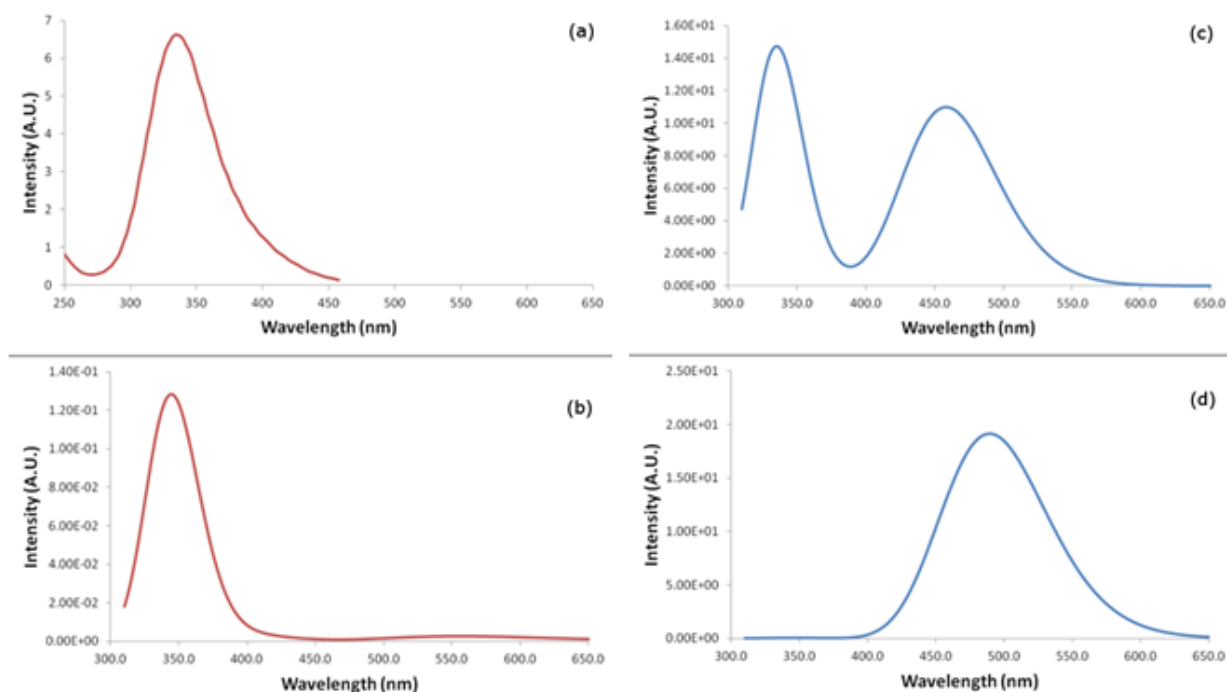 7
6
5
4
3
2
1
0
250
300
350
400
450
500
550
600
650
Intensity (A.U.)
Wavelength (nm)
(a)
1.60E+01
1.40E+01
1.20E+01
1.00E+01
8.00E+00
6.00E+00
4.00E+00
2.00E+00
0.00E+00
300.0
350.0
400.0
450.0
500.0
550.0
600.0
650.0
Intensity (A.U.)
Wavelength (nm)
(c)
1.40E-01
1.20E-01
1.00E-01
8.00E-02
6.00E-02
4.00E-02
2.00E-02
0.00E+00
300.0
350.0
400.0
450.0
500.0
550.0
600.0
650.0
Intensity (A.U.)
Wavelength (nm)
(b)
2.50E+01
2.00E+01
1.50E+01
1.00E+01
5.00E+00
0.00E+00
300.0
350.0
400.0
450.0
500.0
550.0
600.0
650.0
Intensity (A.U.)
Wavelength (nm)
(d)